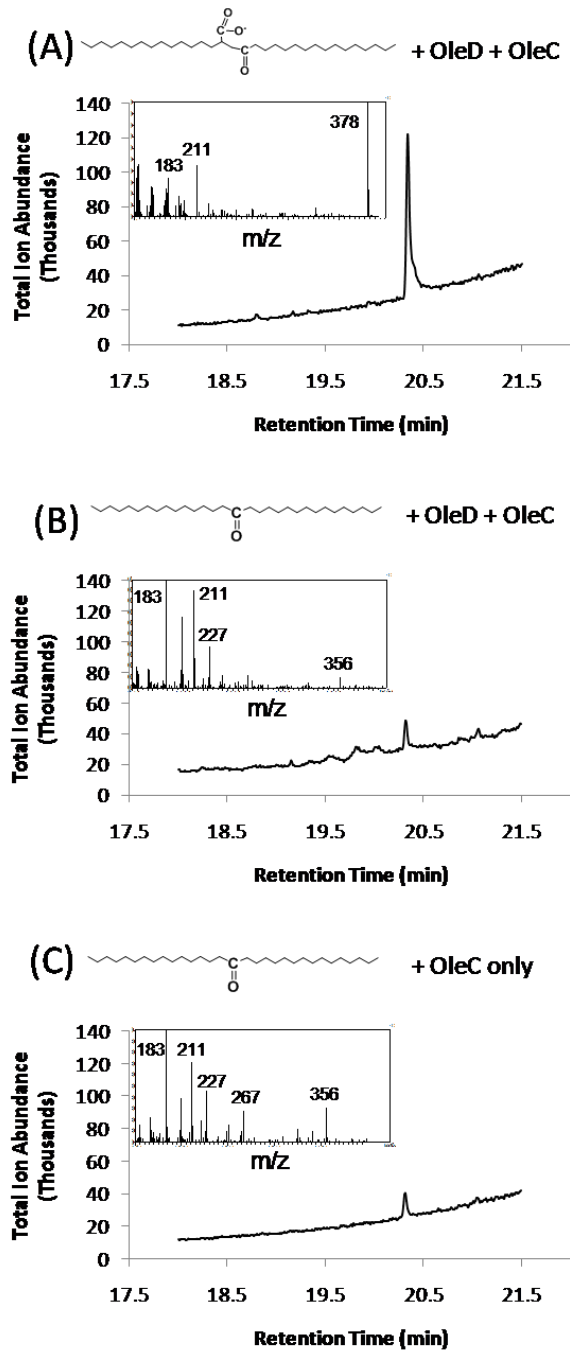 (A)
O
C
O-
C
O
+ OleD + OleC
Total Ion Abundance
(Thousands)
140
120
100
80
60
40
20
0
183
211
378
m/z
17.5 18.5 19.5 20.5 21.5
Retention Time (min)
(B)
C
O
+ OleD + OleC
Total Ion Abundance
(Thousands)
140
120
100
80
60
40
20
0
183
211
227
356
m/z
17.5 18.5 19.5 20.5 21.5
Retention Time (min)
(C)
C
O
+ OleC only
Total Ion Abundance
(Thousands)
140
120
100
80
60
40
20
0
183
211
227
267
356
m/z
17.5 18.5 19.5 20.5 21.5
Retention Time (min)